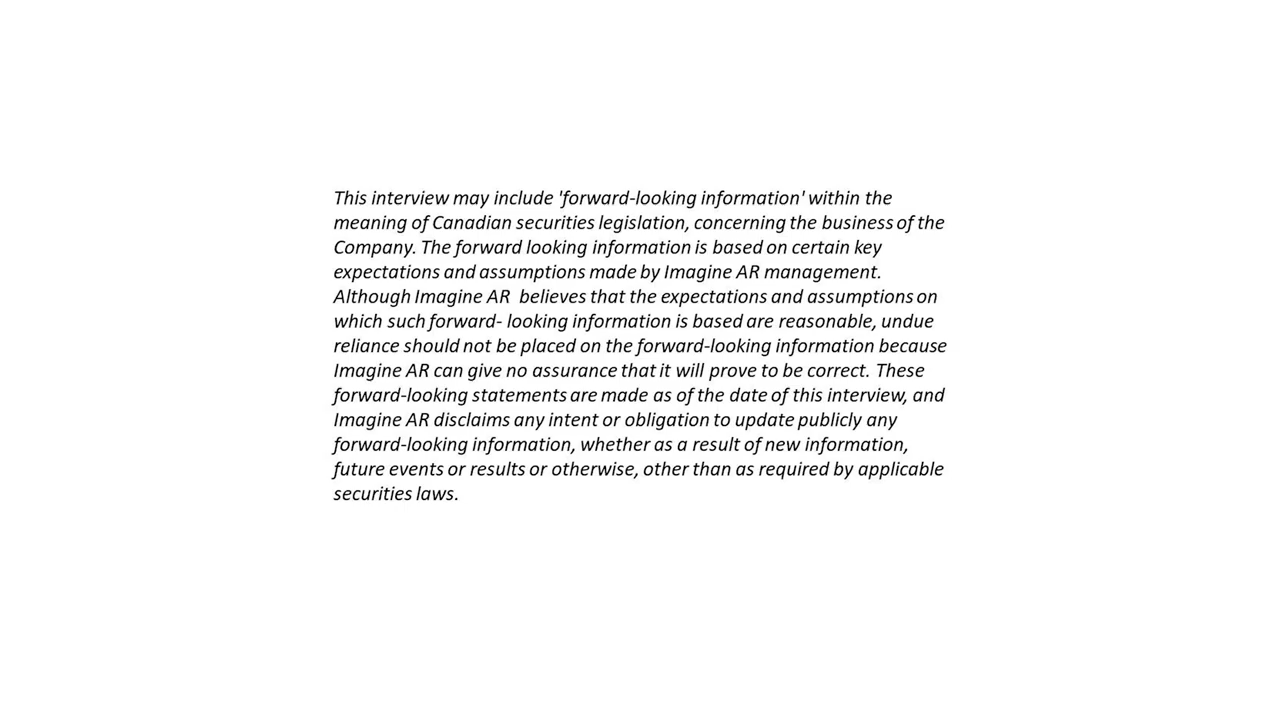 This interview may include 'forward-looking information' within the
meaning of Canadian securities legislation, concerning the business of the
Company. The forward looking information is based on certain key
expectations and assumptions made by Imagine AR management.
Although Imagine AR  believes that the expectations and assumptions on
which such forward- looking information is based are reasonable, undue
reliance should not be placed on the forward-looking information because
Imagine AR can give no assurance that it will prove to be correct. These
forward-looking statements are made as of the date of this interview, and
Imagine AR disclaims any intent or obligation to update publicly any
forward-looking information, whether as a result of new information,
future events or results or otherwise, other than as required by applicable
securities laws.